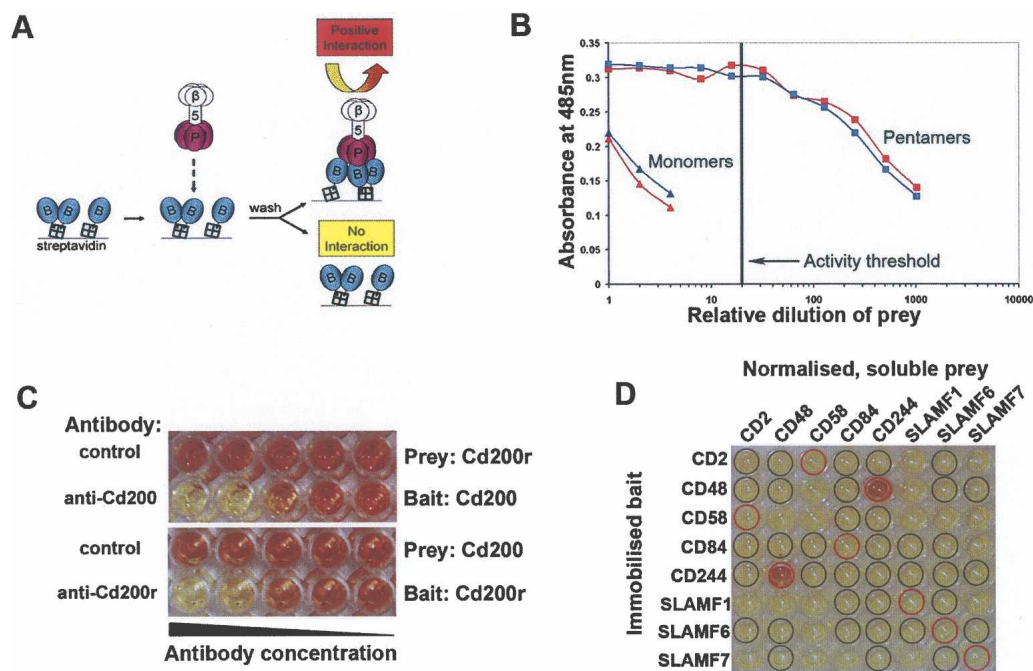 A
Positive
Interaction
β
5
P
B B B
streptavidin
B B B
wash
β
5
P
B B B
No
Interaction
B B B
B
Absorbance at 485nm
0.35
0.3
0.25
0.2
0.15
0.1
0.05
0
Monomers
Pentamers
Activity threshold
1 10 100 1000 10000
Relative dilution of prey
C
Antibody:
control
anti-Cd200
control
anti-Cd200r
Prey: Cd200r
Bait: Cd200
Prey: Cd200
Bait: Cd200r
Antibody concentration
D
Normalised, soluble prey
CD2 CD48 CD58 CD84 CD244 SLAMF1 SLAMF6 SLAMF7
Immobilised bait
CD2
CD48
CD58
CD84
CD244
SLAMF1
SLAMF6
SLAMF7